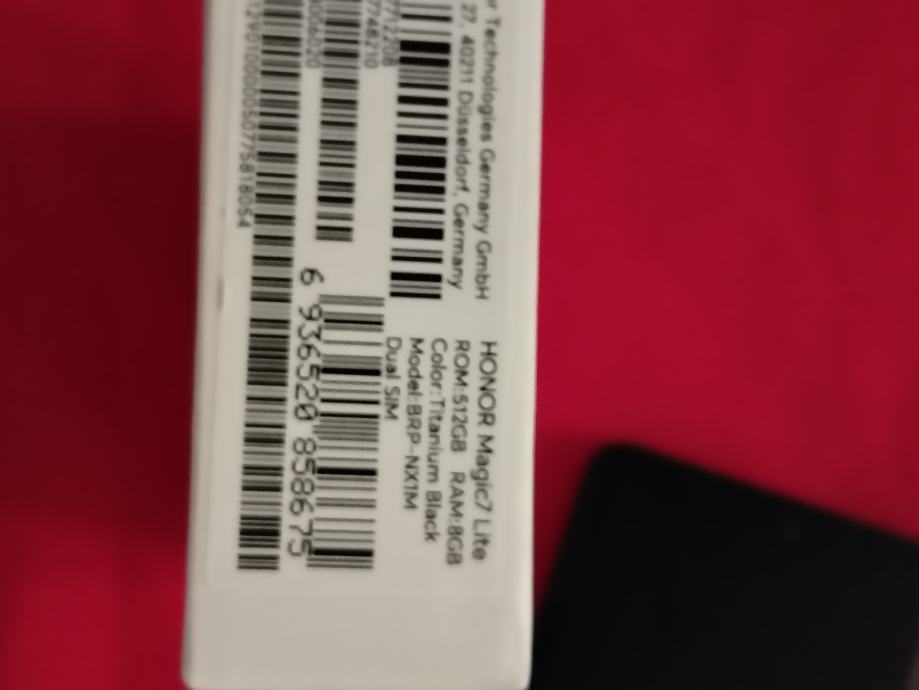 Technologies Germany GmbH
27, 40211 Düsseldorf, Germany
HONOR Magic7 Lite
ROM:512GB RAM:8GB
Color:Titanium Black
Model:BRP-NX1M
Dual SIM
6 936520 858675